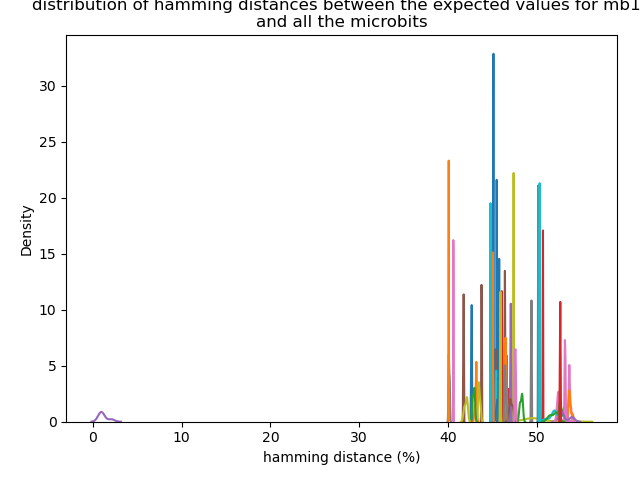 distribution of hamming distances between the expected values for mb1
and all the microbits
30
25
20
15
10
5
0
Density
0 10 20 30 40 50
hamming distance (%)